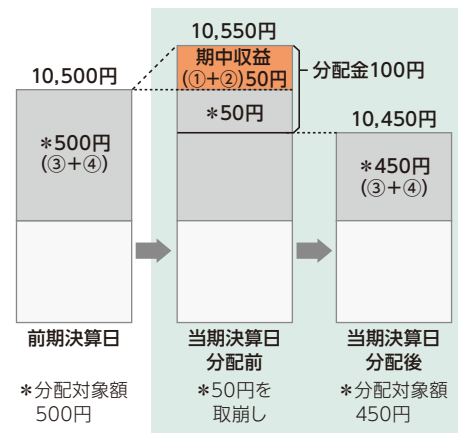 10,500円
*500円
(③+④)
前期決算日
*分配対象額
500円
10,550円
期中収益
(①+②)50円
*50円
分配金100円
当期決算日
分配前
*50円を
取崩し
10,450円
*450円
(③+④)
当期決算日
分配後
*分配対象額
450円